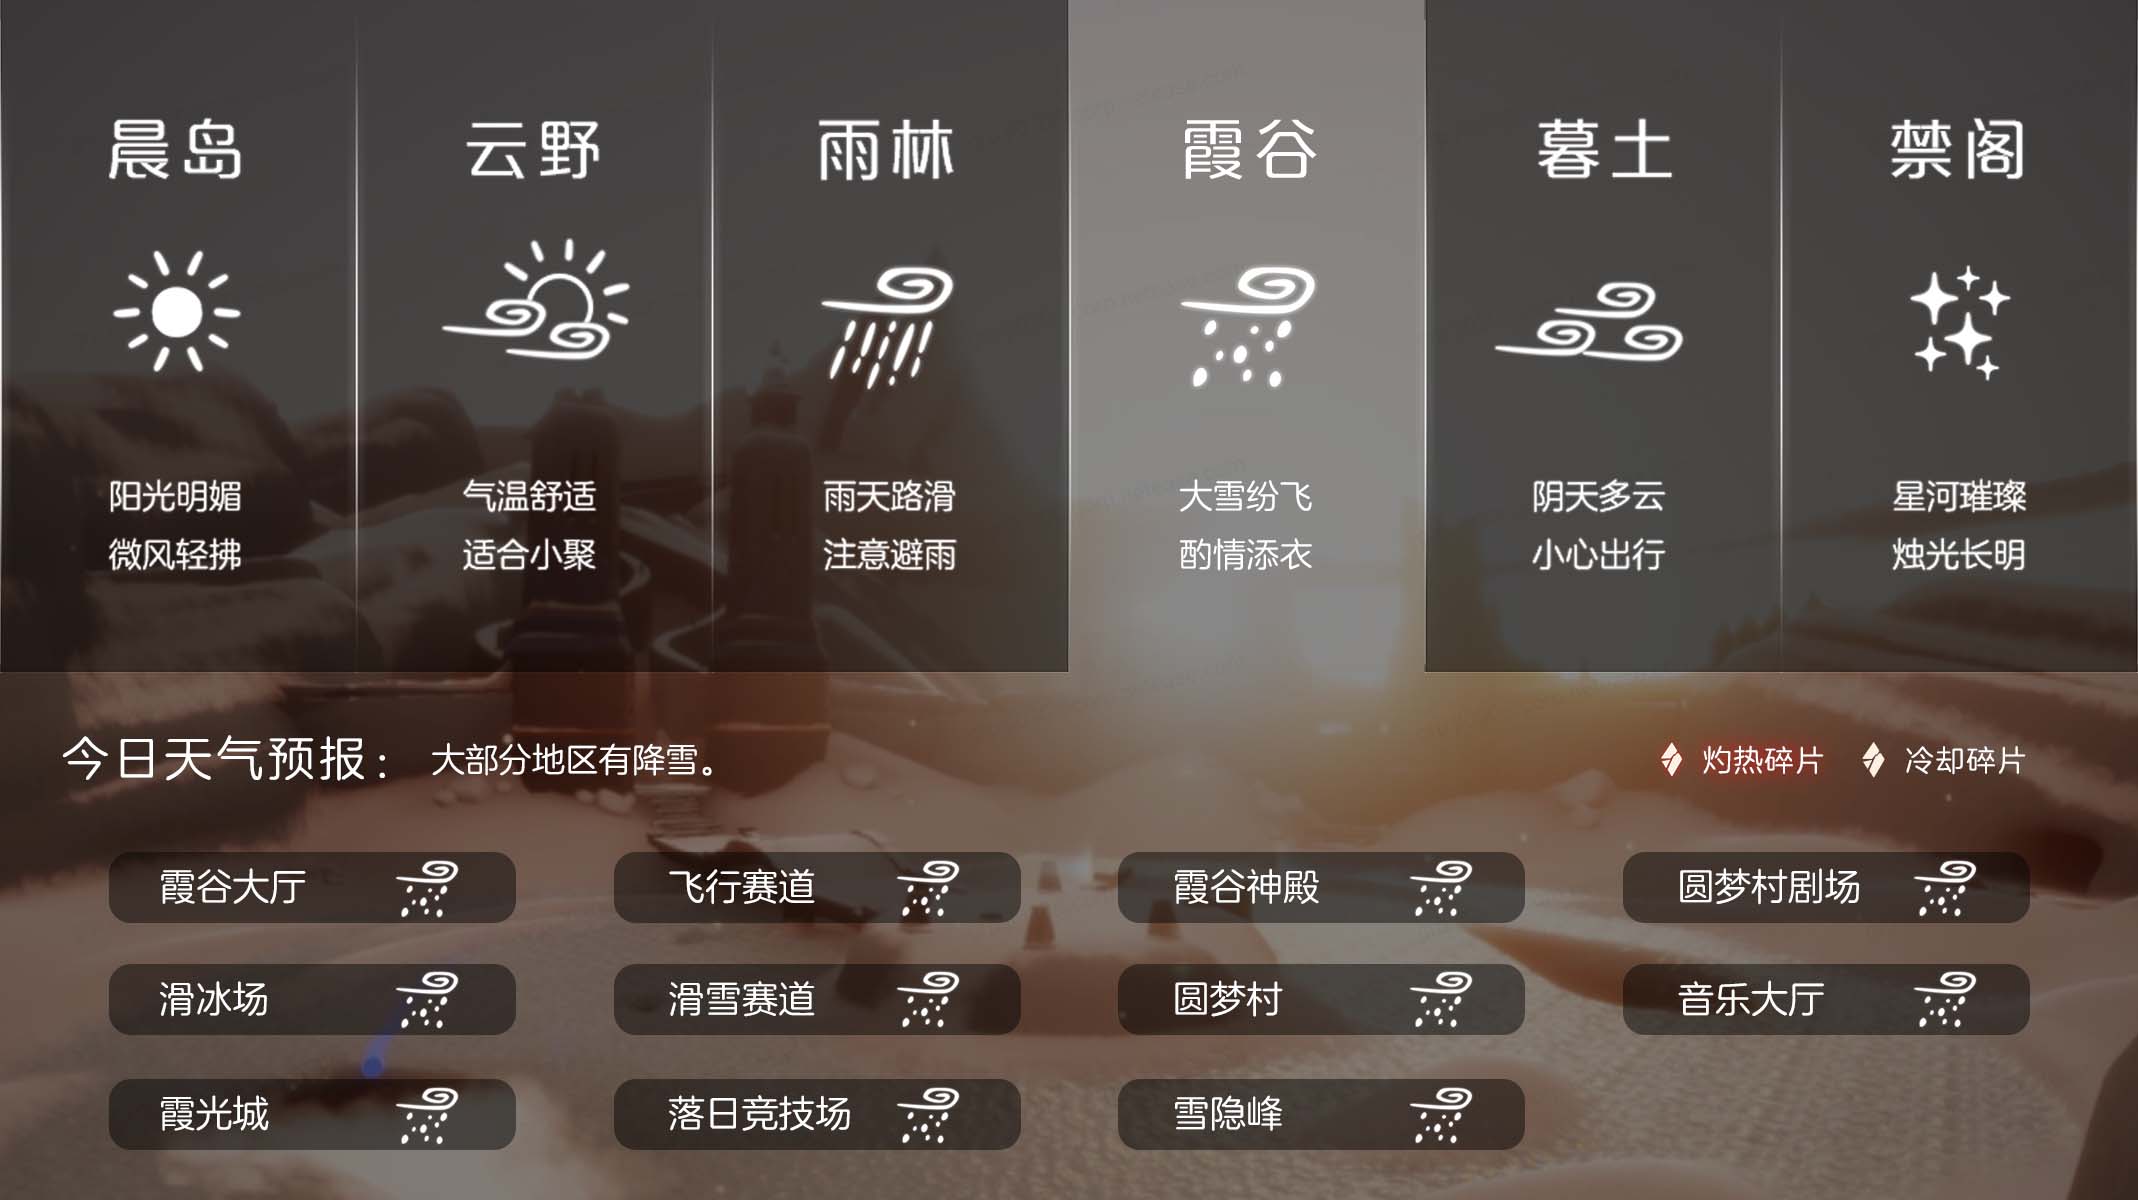 晨岛 云野 雨林 霞谷 暮土 禁阁
阳光明媚 气温舒适 雨天路滑 大雪纷飞 阴天多云 星河璀璨
微风轻拂 适合小聚 注意避雨 酌情添衣 小心出行 烛光长明
今日天气预报： 大部分地区有降雪。 灼热碎片 冷却碎片
霞谷大厅 飞行赛道 霞谷神殿 圆梦村剧场
滑冰场 滑雪赛道 圆梦村 音乐大厅
霞光城 落日竞技场 雪隐峰